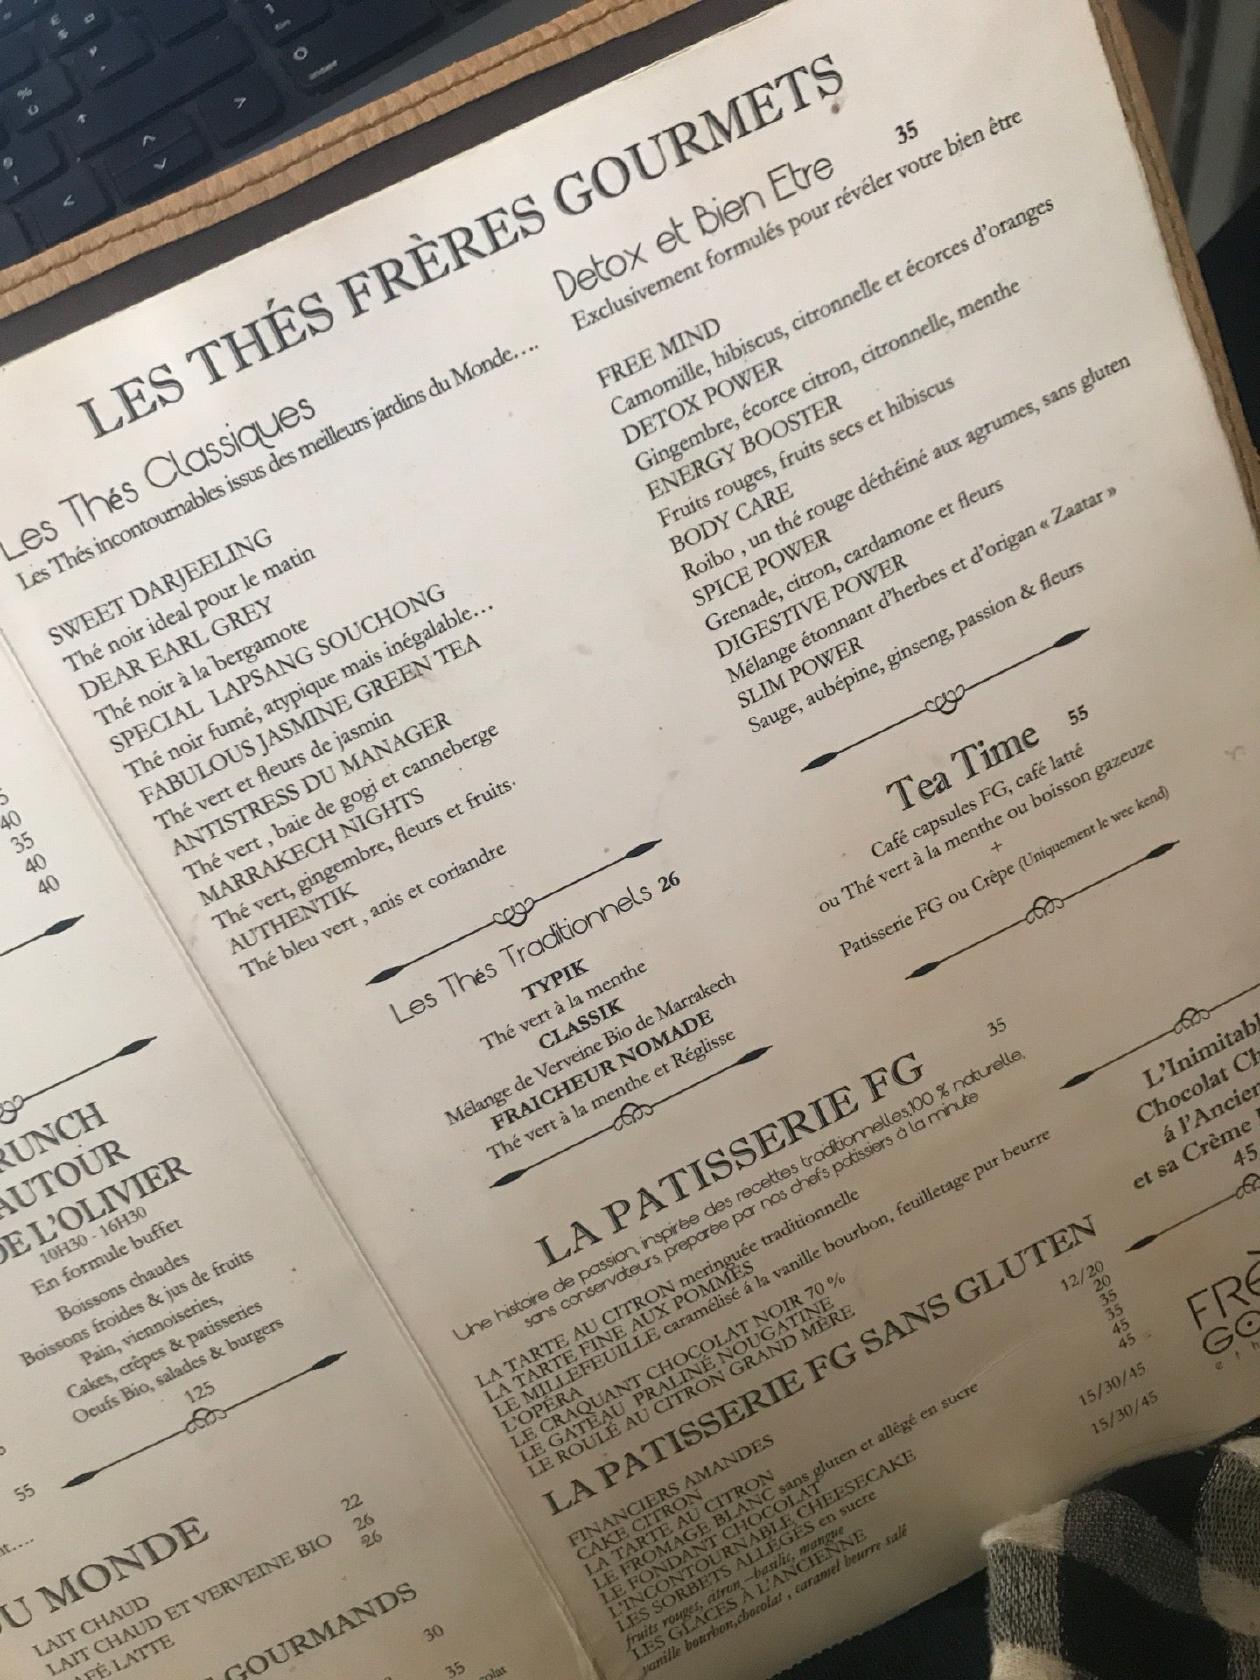 LES THÉS FRÈRES GOURMETS
Les Thés Classiques
Les Thés incontournables issus des meilleurs jardins du Monde....
SWEET DARJEELING
Thé noir ideal pour le matin
DEAR EARL GREY
Thé noir à la bergamote
SPECIAL LAPSANG SOUCHONG
Thé noir fumé, atypique mais inégalable...
FABULOUS JASMINE GREEN TEA
Thé vert et fleurs de jasmin
ANTISTRESS DU MANAGER
Thé vert , baie de gogi et canneberge
MARRAKECH NIGHTS
Thé vert, gingembre, fleurs et fruits.
AUTHENTIK
Thé bleu vert , anis et coriandre
Les Thés Traditionnels 26
TYPIK
Thé vert à la menthe
CLASSIK
Mélange de Verveine Bio de Marrakech
FRAICHEUR NOMADE
Thé vert à la menthe et Réglisse
Detox et Bien Etre 35
Exclusivement formulés pour révéler votre bien être
FREE MIND
Camomille, hibiscus, citronnelle et écorces d'oranges
DETOX POWER
Gingembre, écorce citron, citronnelle, menthe
ENERGY BOOSTER
Fruits rouges, fruits secs et hibiscus
BODY CARE
Roibo , un thé rouge déthéiné aux agrumes, sans gluten
SPICE POWER
Grenade, citron, cardamone et fleurs
DIGESTIVE POWER
Mélange étonnant d'herbes et d'origan « Zaatar »
SLIM POWER
Sauge, aubépine, ginseng, passion & fleurs
Tea Time 55
Café capsules FG, café latté
ou Thé vert à la menthe ou boisson gazeuze
+
Patisserie FG ou Crêpe (Uniquement le wee kend)
LA PATISSERIE FG 35
Une histoire de passion, inspirée des recettes traditionnelles,100 % naturelle,
sans conservateurs, preparée par nos chefs patissiers à la minute
LA TARTE AU CITRON meringuée traditionnelle
LA TARTE FINE AUX POMMES
LE MILLEFEUILLE caramélisé á la vanille bourbon, feuilletage pur beurre
L'OPÉRA
LE CRAQUANT CHOCOLAT NOIR 70 %
LE GATEAU PRALINÉ NOUGATINE
LE ROULÉ AU CITRON GRAND MÈRE
LA PATISSERIE FG SANS GLUTEN
FINANCIERS AMANDES 12/20
CAKE CITRON 20
LA TARTE AU CITRON 35
LE FROMAGE BLANC sans gluten et allégé en sucre 35
LE FONDANT CHOCOLAT 45
L'INCONTOURNABLE CHEESECAKE 45
LES SORBETS ALLÉGÉS en sucre 15/30/45
fruits rouges, citron –basilic, mangue
LES GLACES À L'ANCIENNE 15/30/45
vanille bourbon,chocolat , caramel beurre salé
L'Inimitabl
Chocolat Ch
á l'Ancien
et sa Crème
45
FRÈ
GO
40
35
40
40
RUNCH
AUTOUR
DE L'OLIVIER
10H30 - 16H30
En formule buffet
Boissons chaudes
Boissons froides & jus de fruits
Pain, viennoiseries,
Cakes, crêpes & patisseries
Oeufs Bio, salades & burgers
125
55
U MONDE
LAIT CHAUD 22
LAIT CHAUD ET VERVEINE BIO 26
AFÉ LATTE 26
GOURMANDS
30
35